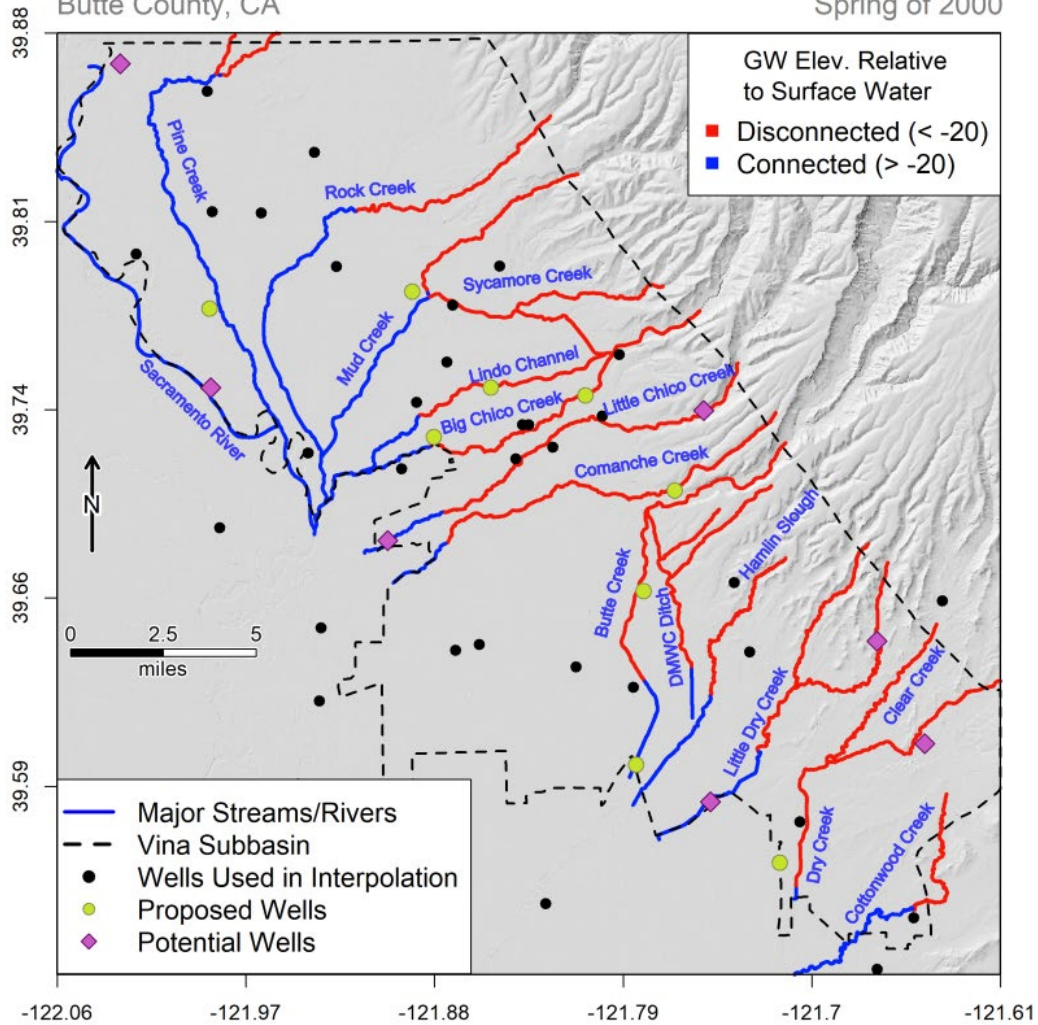 Butte County, CA
Spring of 2000
GW Elev. Relative
to Surface Water
Disconnected (< -20)
Connected (> -20)
39.88
39.81
39.74
39.66
39.59
Pine Creek
Rock Creek
Sycamore Creek
Mud Creek
Lindo Channel
Sacramento River
Big Chico Creek
Little Chico Creek
Comanche Creek
Hamlin Slough
N
Butte Creek
DMWC Ditch
0 2.5 5
miles
Clear Creek
Little Dry Creek
Dry Creek
Cottonwood Creek
Major Streams/Rivers
Vina Subbasin
Wells Used in Interpolation
Proposed Wells
Potential Wells
-122.06 -121.97 -121.88 -121.79 -121.7 -121.61